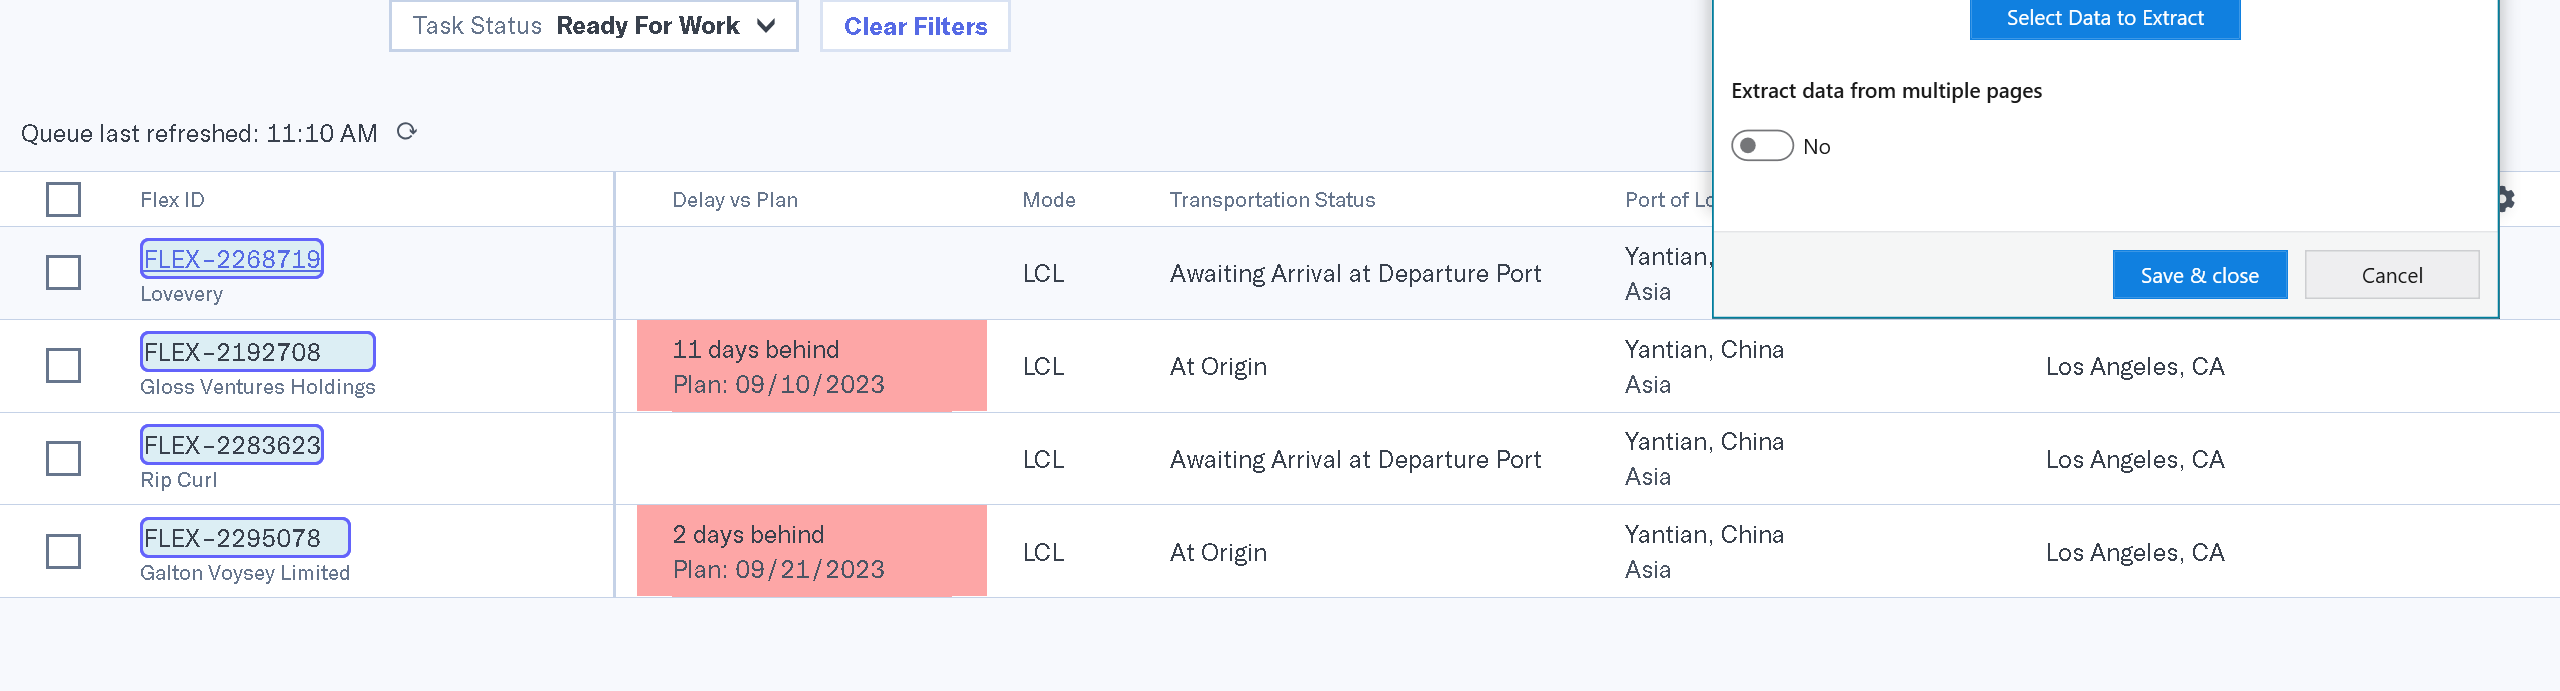 Task Status Ready For Work
Clear Filters
Select Data to Extract
Extract data from multiple pages
No
Save & close
Cancel
Queue last refreshed: 11:10 AM
Flex ID
Delay vs Plan
Mode
Transportation Status
Port of Lo
FLEX-2268719
Lovevery
LCL
Awaiting Arrival at Departure Port
Yantian,
Asia
FLEX-2192708
Gloss Ventures Holdings
11 days behind
Plan: 09/10/2023
LCL
At Origin
Yantian, China
Asia
Los Angeles, CA
FLEX-2283623
Rip Curl
LCL
Awaiting Arrival at Departure Port
Yantian, China
Asia
Los Angeles, CA
FLEX-2295078
Galton Voysey Limited
2 days behind
Plan: 09/21/2023
LCL
At Origin
Yantian, China
Asia
Los Angeles, CA